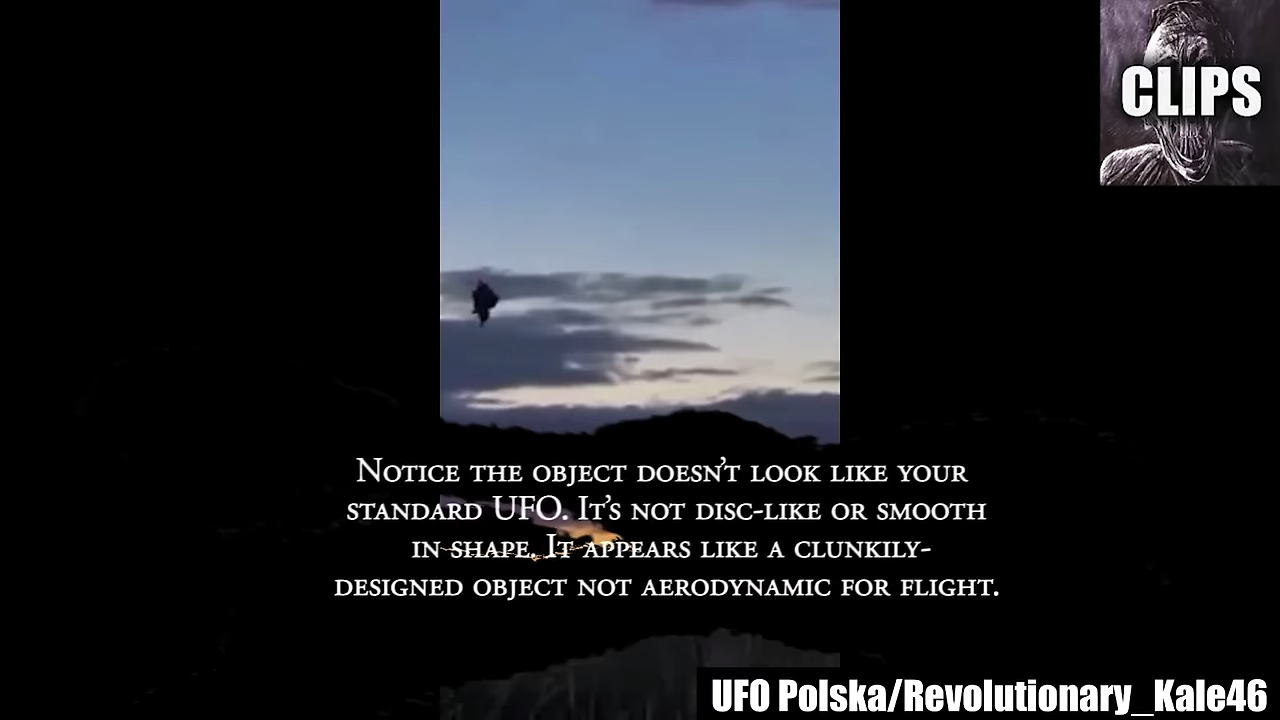 CLIPS
Notice the object doesn't look like your
standard UFO. It's not disc-like or smooth
in shape. It appears like a clunkily-
designed object not aerodynamic for flight.
UFO Polska/Revolutionary_Kale46